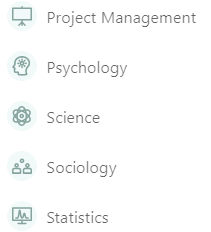 Project Management
Psychology
Science
Sociology
Statistics